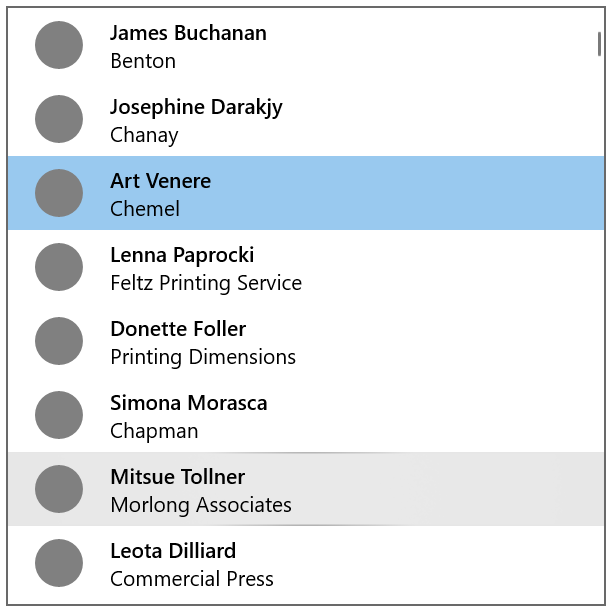 James Buchanan
Benton
Josephine Darakjy
Chanay
Art Venere
Chemel
Lenna Paprocki
Feltz Printing Service
Donette Foller
Printing Dimensions
Simona Morasca
Chapman
Mitsue Tollner
Morlong Associates
Leota Dilliard
Commercial Press